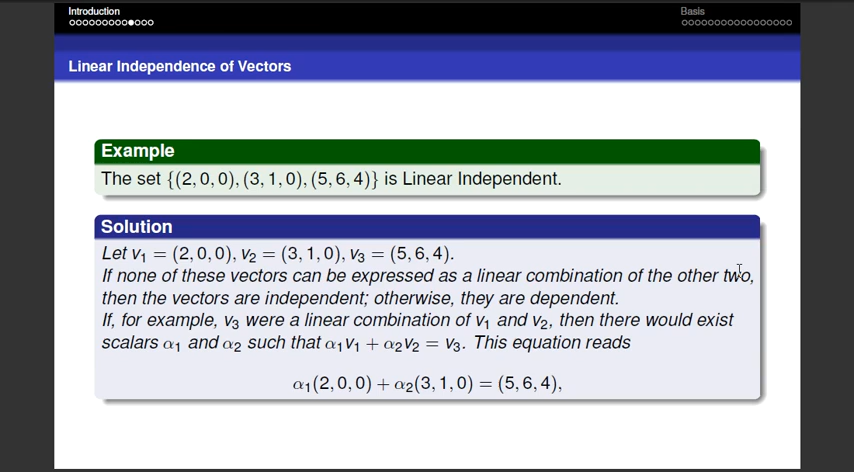 Introduction
Basis
Linear Independence of Vectors
Example
The set {(2, 0, 0), (3, 1, 0), (5, 6, 4)} is Linear Independent.
Solution
Let v₁ = (2, 0, 0), v₂ = (3, 1, 0), v₃ = (5, 6, 4).
If none of these vectors can be expressed as a linear combination of the other two,
then the vectors are independent; otherwise, they are dependent.
If, for example, v₃ were a linear combination of v₁ and v₂, then there would exist
scalars α₁ and α₂ such that α₁v₁ + α₂v₂ = v₃. This equation reads
α₁(2, 0, 0) + α₂(3, 1, 0) = (5, 6, 4),